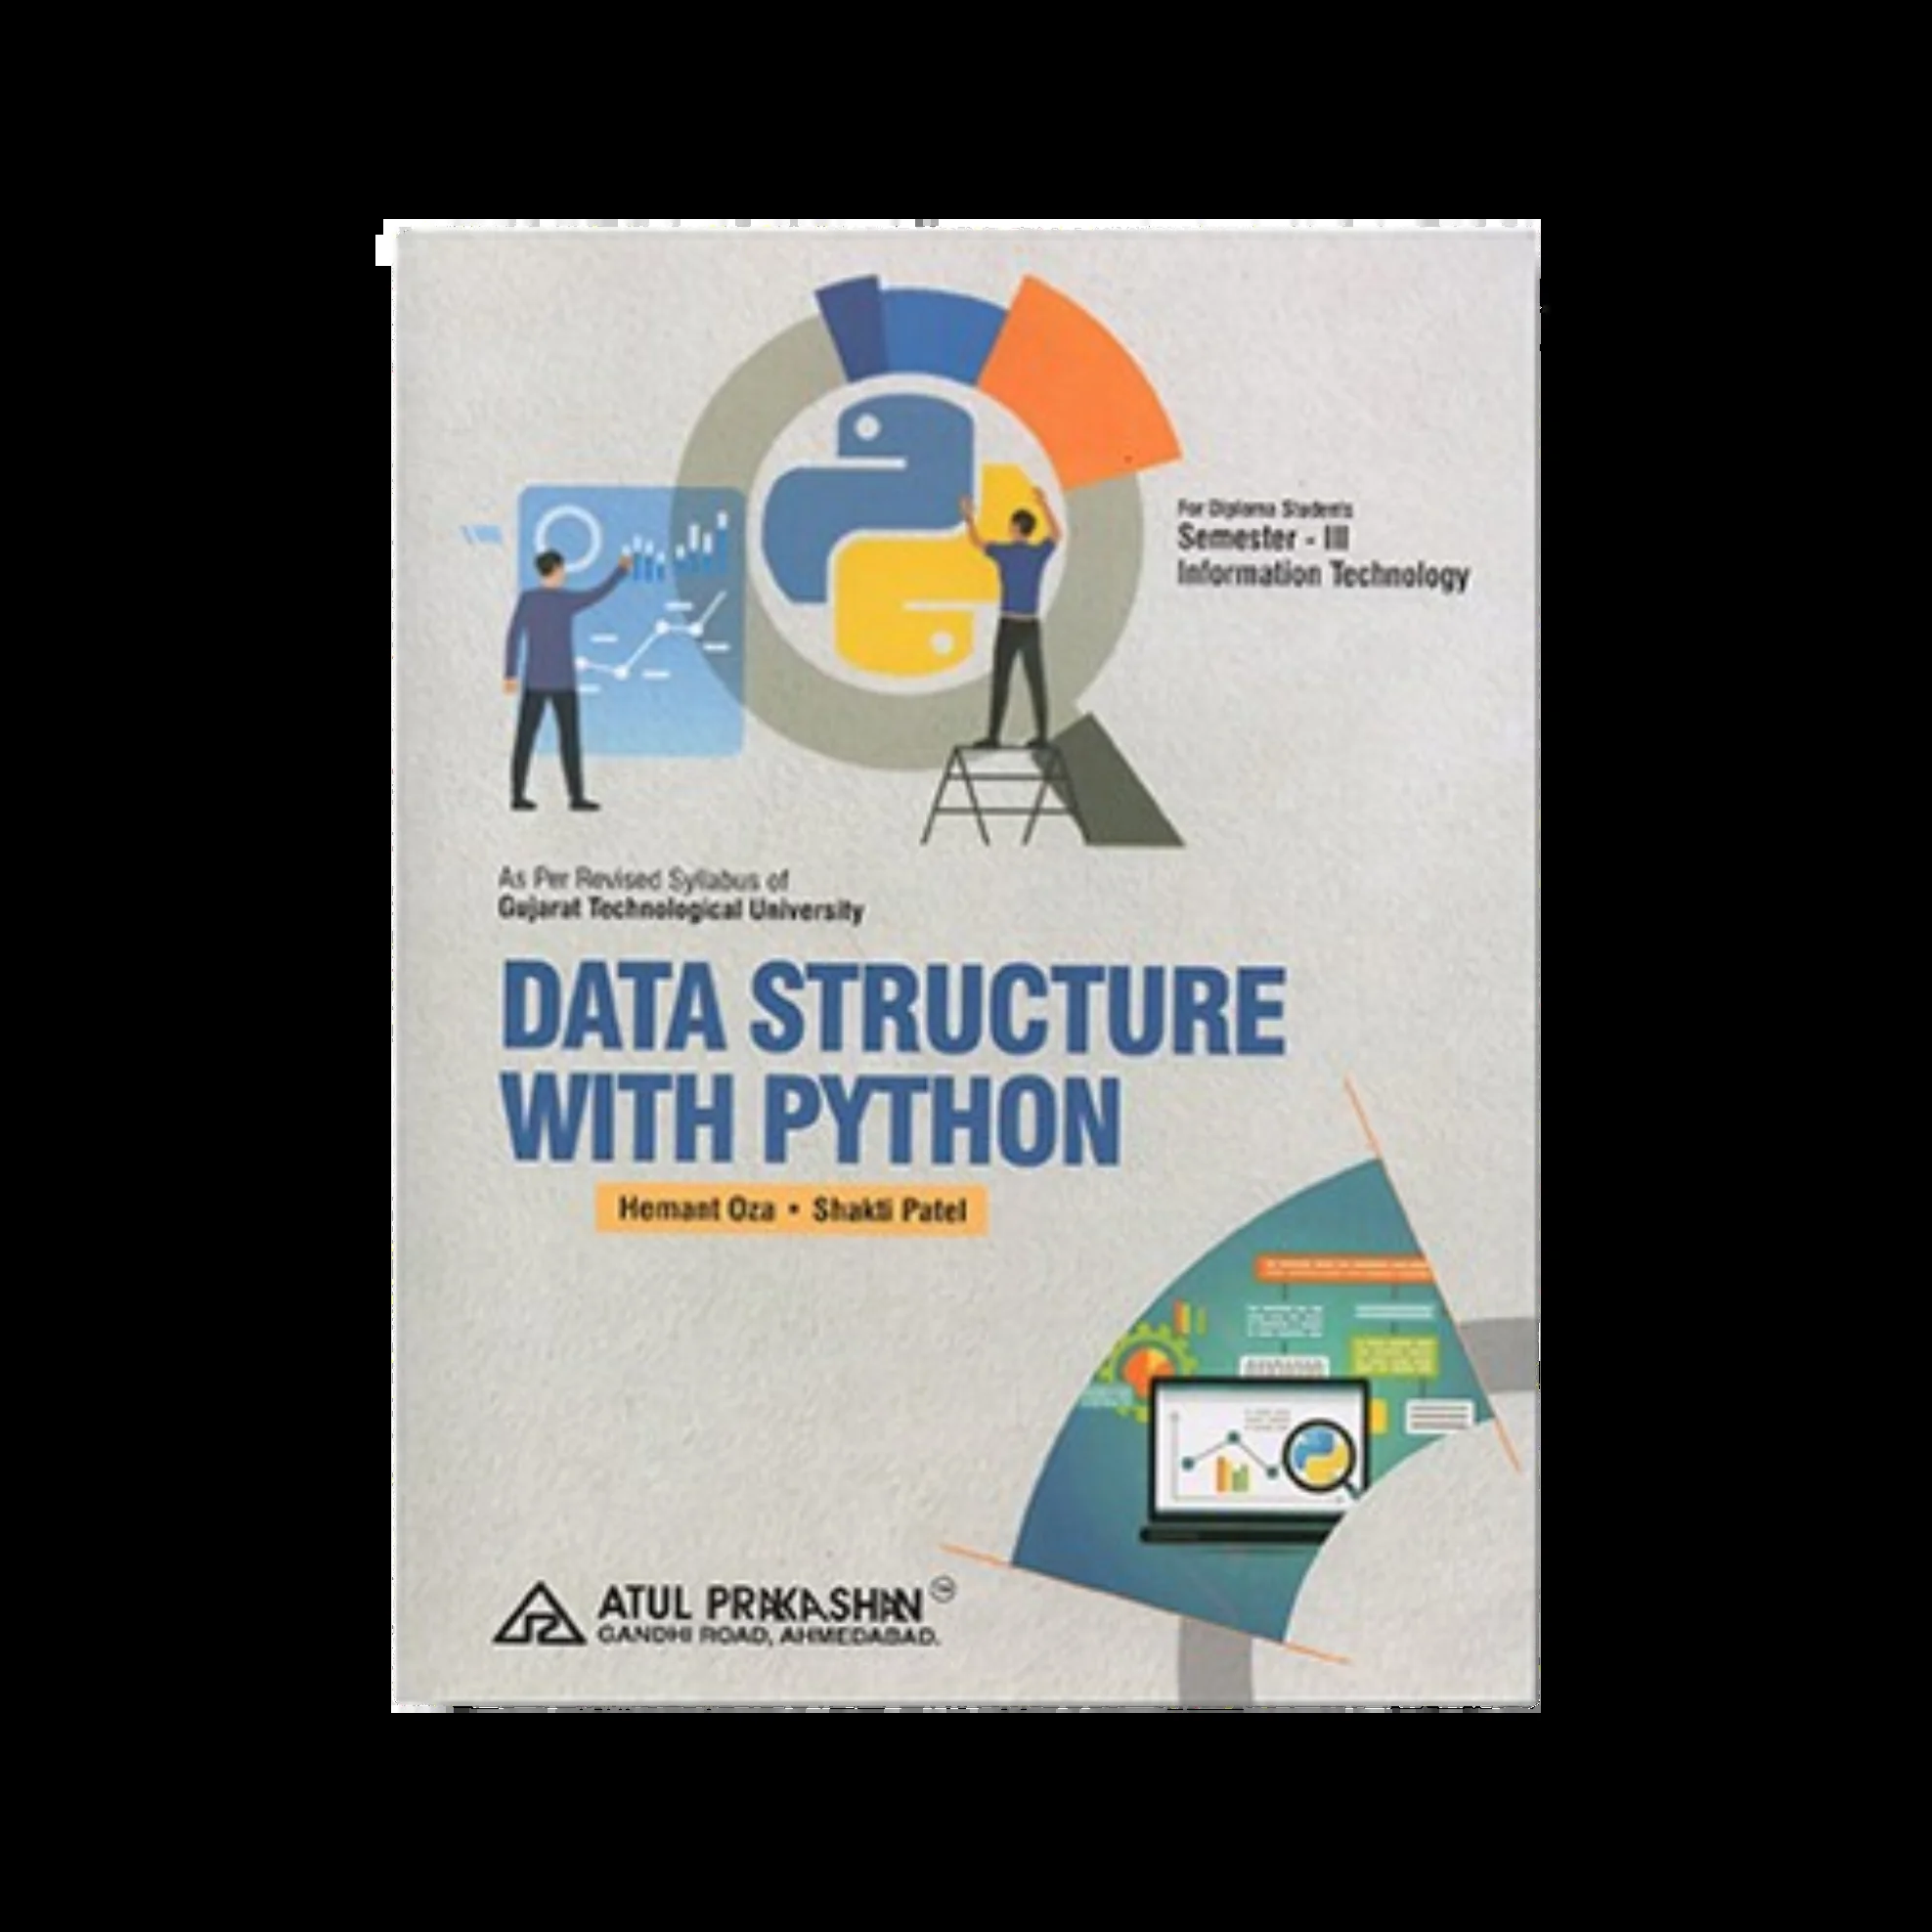 For Diploma Students
Semester - III
Information Technology
As Per Revised Syllabus of
Gujarat Technological University
DATA STRUCTURE
WITH PYTHON
Hemant Oza • Shakti Patel
ATUL PRAKASHAN
GANDHI ROAD, AHMEDABAD.